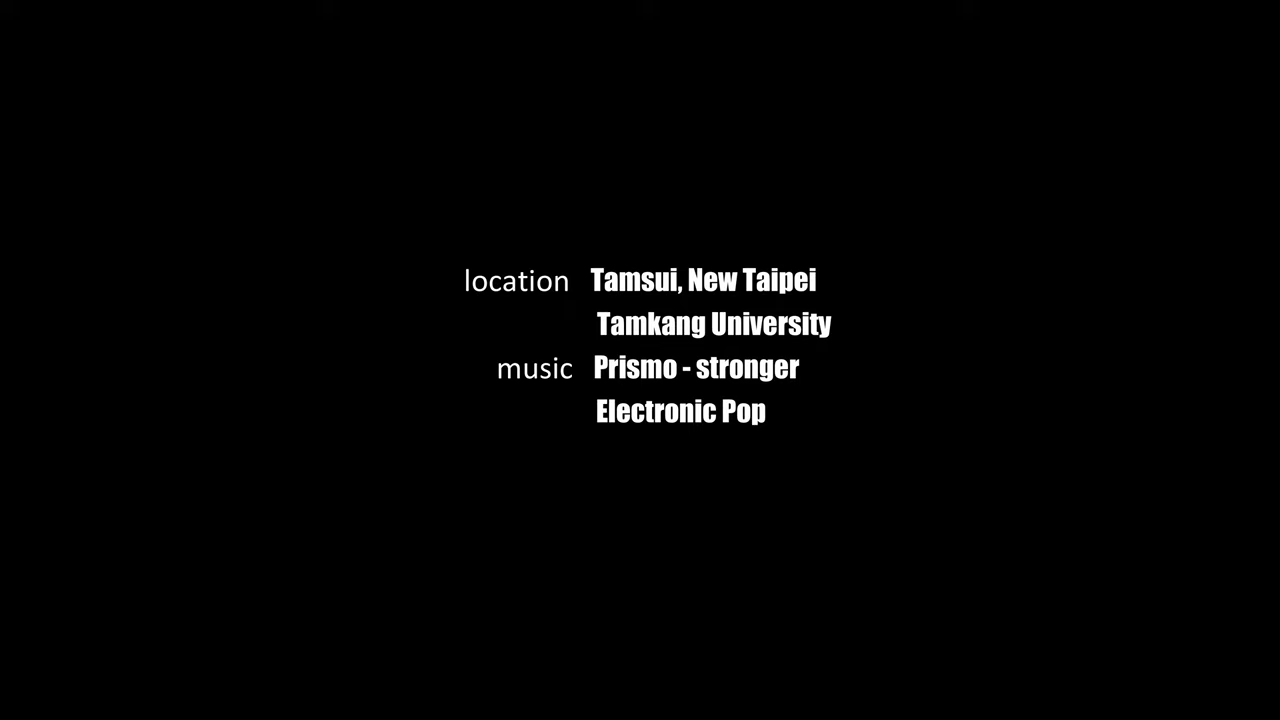 location Tamsui, New Taipei
Tamkang University
music Prismo - stronger
Electronic Pop